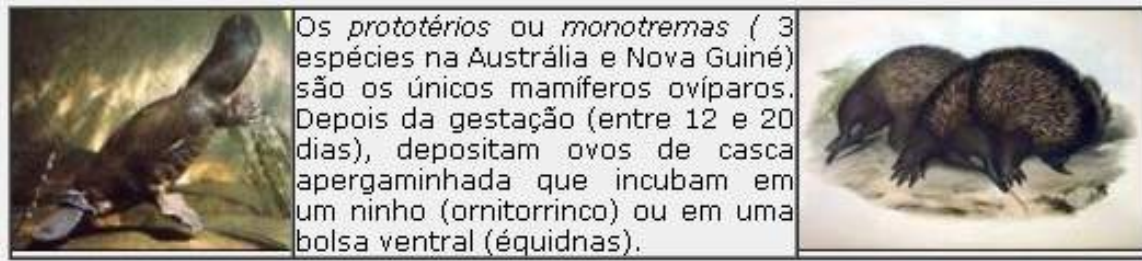 Os prototérios ou monotremas ( 3
espécies na Austrália e Nova Guiné)
são os únicos mamíferos ovíparos.
Depois da gestação (entre 12 e 20
dias), depositam ovos de casca
apergaminhada que incubam em
um ninho (ornitorrinco) ou em uma
bolsa ventral (équidnas).